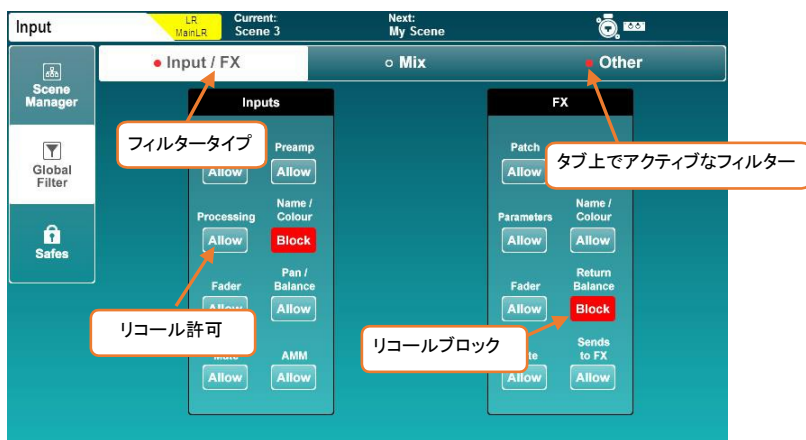 Input
LR
MainLR
Current:
Scene 3
Next:
My Scene
Input / FX
Mix
Other
Scene
Manager
Global
Filter
Safes
Inputs
フィルタータイプ
Preamp
Allow
Allow
Processing
Name /
Colour
Allow
Block
Fader
Pan /
Balance
Allow
Allow
リコール許可
Mute
AMM
Allow
Allow
FX
Patch
Allow
タブ上でアクティブなフィルター
Parameters
Name /
Colour
Allow
Allow
Fader
Return
Balance
Allow
Block
リコールブロック
Sends
to FX
Allow
Allow